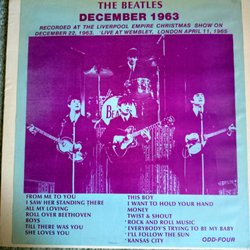 THE BEATLES
DECEMBER 1963
RECORDED AT THE LIVERPOOL EMPIRE CHRISTMAS SHOW ON
DECEMBER 22, 1963. *LIVE AT WEMBLEY, LONDON APRIL 11, 1965
FROM ME TO YOU
I SAW HER STANDING THERE
ALL MY LOVING
ROLL OVER BEETHOVEN
BOYS
TILL THERE WAS YOU
SHE LOVES YOU
THIS BOY
I WANT TO HOLD YOUR HAND
MONEY
TWIST & SHOUT
*ROCK AND ROLL MUSIC
*EVERYBODY'S TRYING TO BE MY BABY
*I'LL FOLLOW THE SUN
*KANSAS CITY
ODD-FOUR